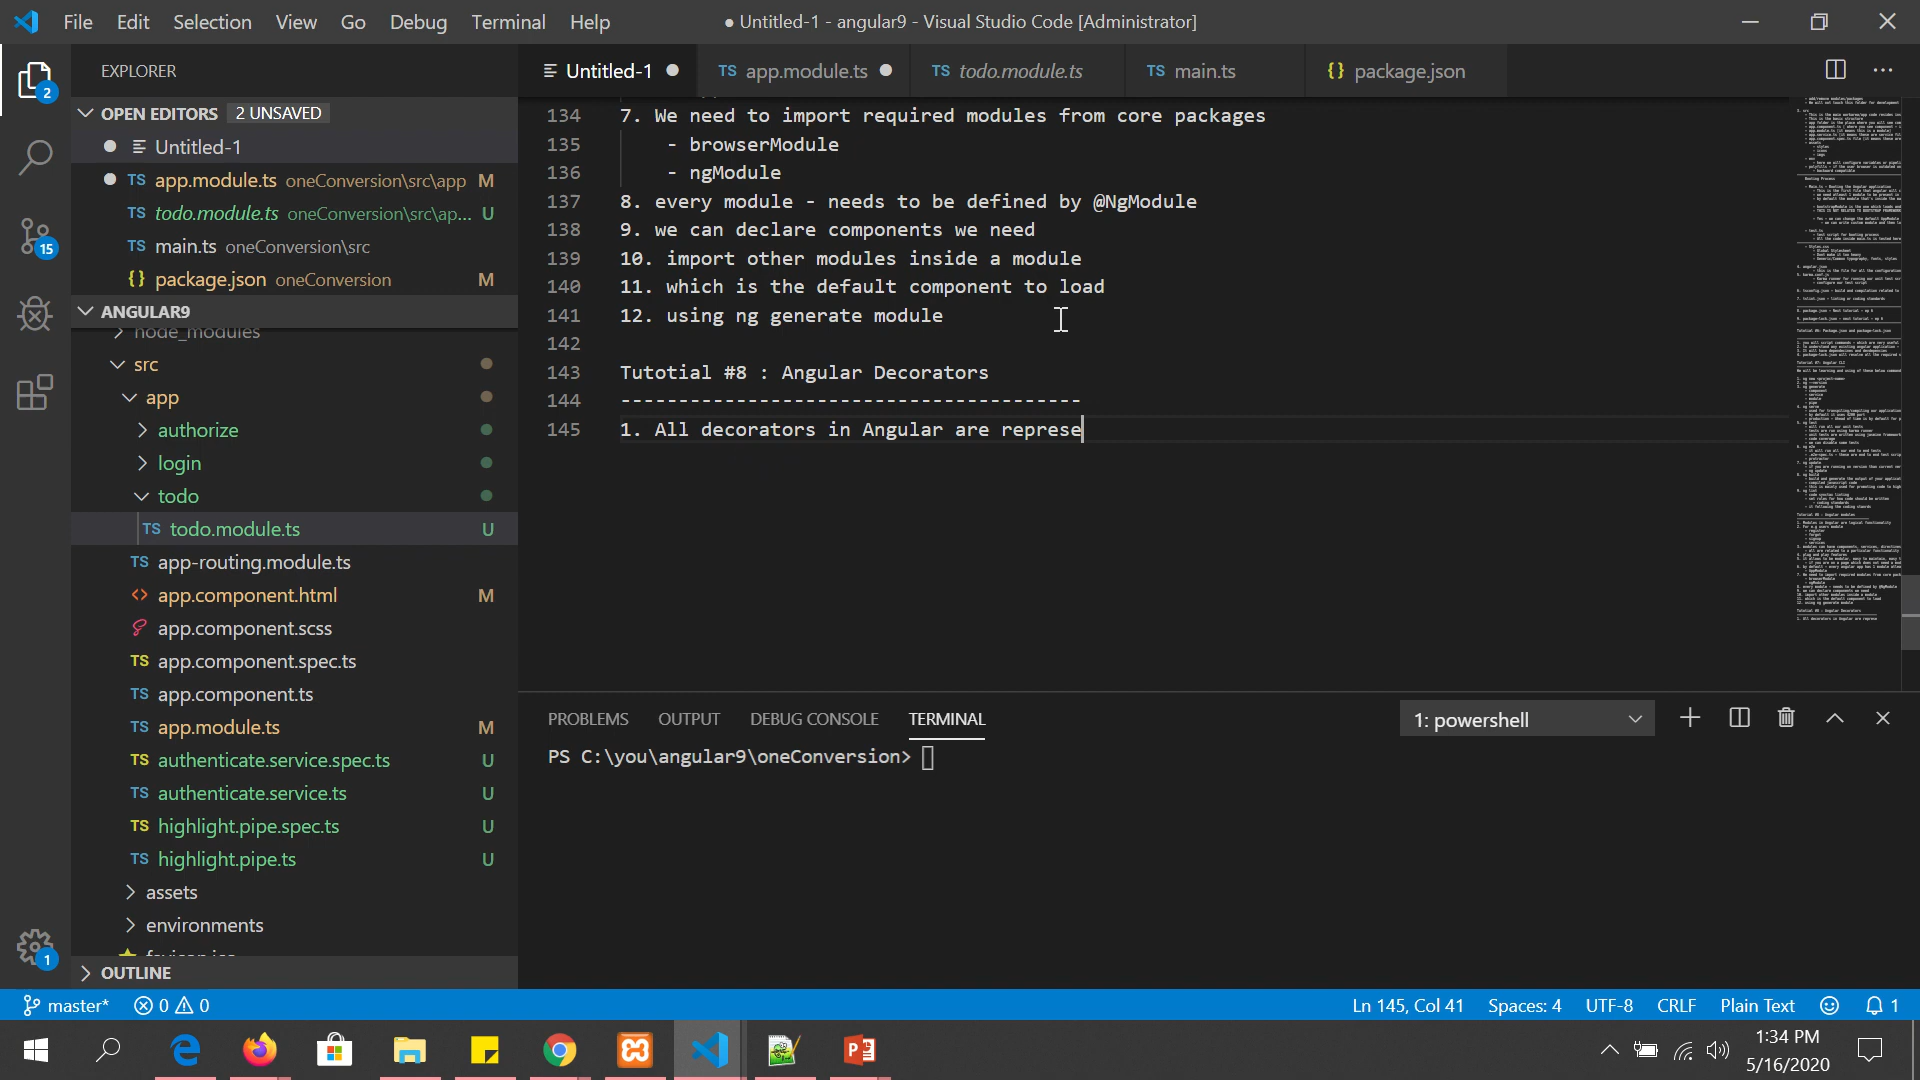 File Edit Selection View Go Debug Terminal Help ● Untitled-1 - angular9 - Visual Studio Code [Administrator]
EXPLORER
OPEN EDITORS 2 UNSAVED
Untitled-1
TS app.module.ts oneConversion\src\app M
TS todo.module.ts oneConversion\src\ap... U
TS main.ts oneConversion\src
{} package.json oneConversion M
ANGULAR9
node_modules
src
app
authorize
login
todo
TS todo.module.ts U
TS app-routing.module.ts
<> app.component.html M
app.component.scss
TS app.component.spec.ts
TS app.component.ts
TS app.module.ts M
TS authenticate.service.spec.ts U
TS authenticate.service.ts U
TS highlight.pipe.spec.ts U
TS highlight.pipe.ts U
assets
environments
OUTLINE
2
15
1
Untitled-1 TS app.module.ts TS todo.module.ts TS main.ts {} package.json
134 7. We need to import required modules from core packages
135 - browserModule
136 - ngModule
137 8. every module - needs to be defined by @NgModule
138 9. we can declare components we need
139 10. import other modules inside a module
140 11. which is the default component to load
141 12. using ng generate module
142
143 Tutotial #8 : Angular Decorators
144 ----------------------------------------
145 1. All decorators in Angular are represe
PROBLEMS OUTPUT DEBUG CONSOLE TERMINAL 1: powershell
PS C:\you\angular9\oneConversion>
master* 0 0 Ln 145, Col 41 Spaces: 4 UTF-8 CRLF Plain Text 1
1:34 PM
5/16/2020